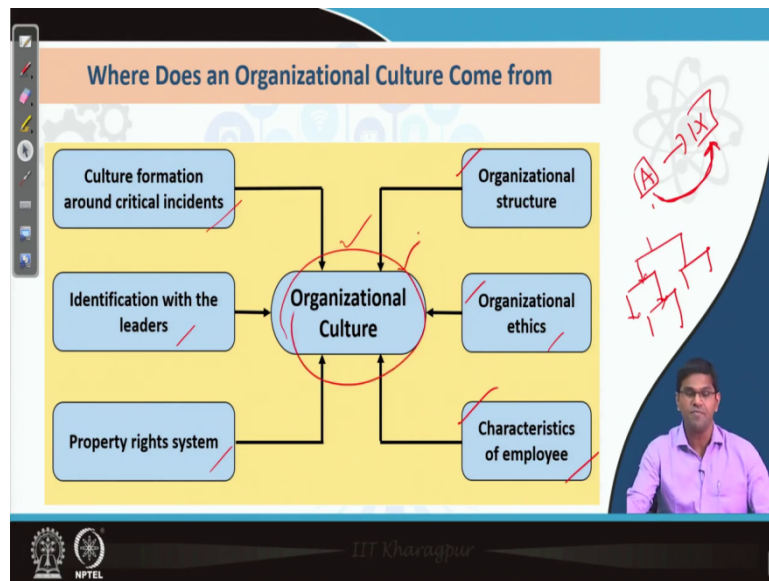 Where Does an Organizational Culture Come from
Culture formation
around critical incidents
Identification with the
leaders
Property rights system
Organizational
Culture
Organizational
structure
Organizational
ethics
Characteristics
of employee
A
X
IIT Kharagpur
NPTEL